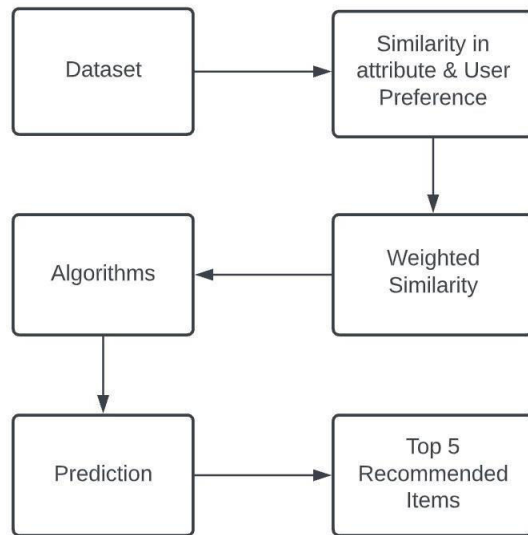 Dataset
Similarity in
attribute & User
Preference
Weighted
Similarity
Algorithms
Prediction
Top 5
Recommended
Items